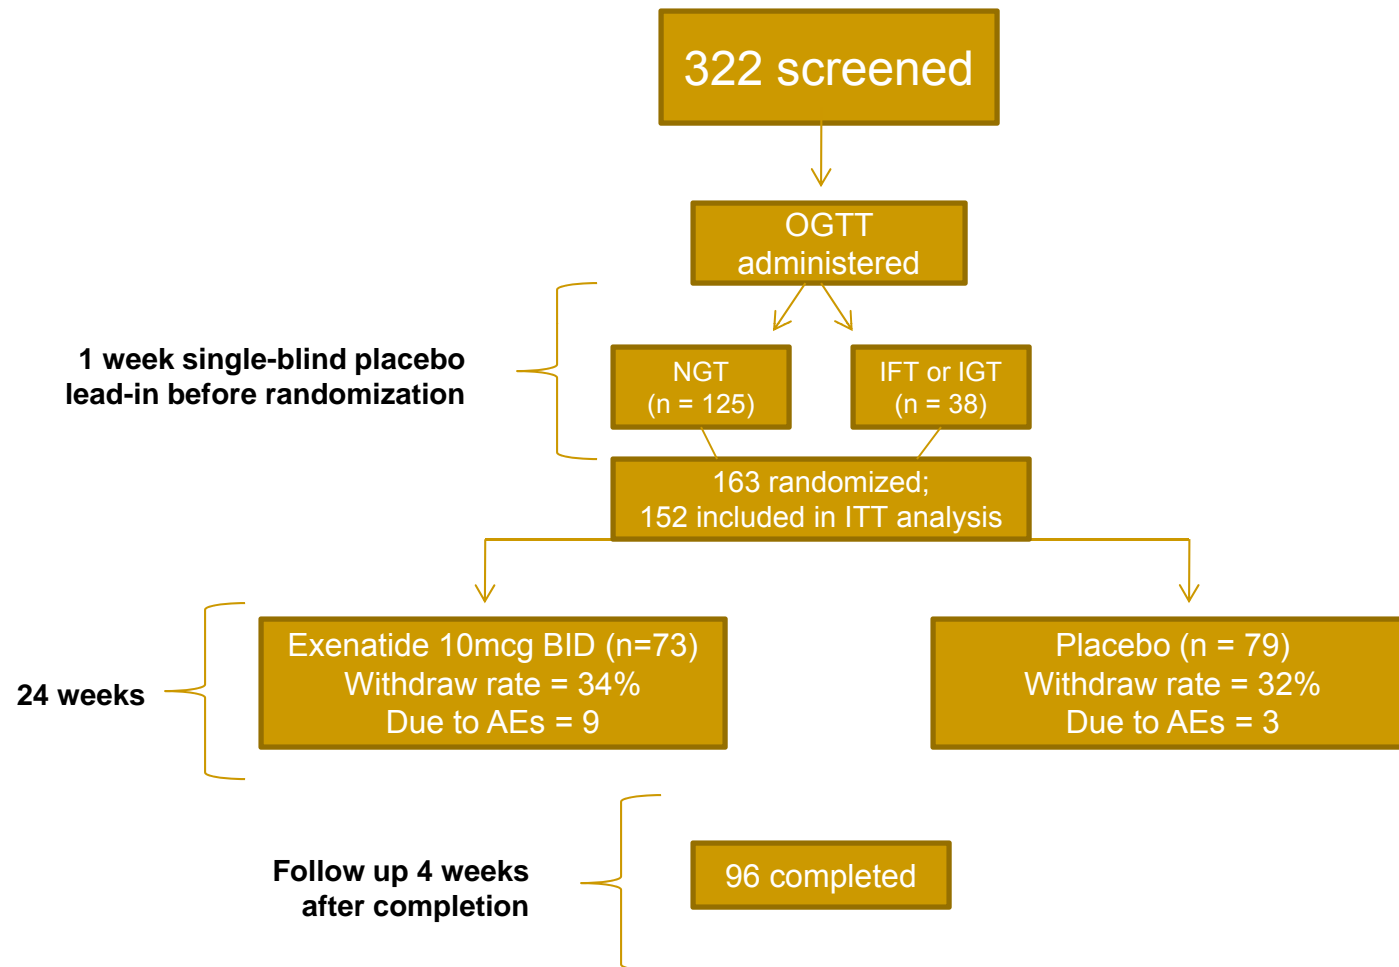 322 screened
OGTT
administered
1 week single-blind placebo
lead-in before randomization
NGT
(n = 125)
IFT or IGT
(n = 38)
163 randomized;
152 included in ITT analysis
24 weeks
Exenatide 10mcg BID (n=73)
Withdraw rate = 34%
Due to AEs = 9
Placebo (n = 79)
Withdraw rate = 32%
Due to AEs = 3
Follow up 4 weeks
after completion
96 completed